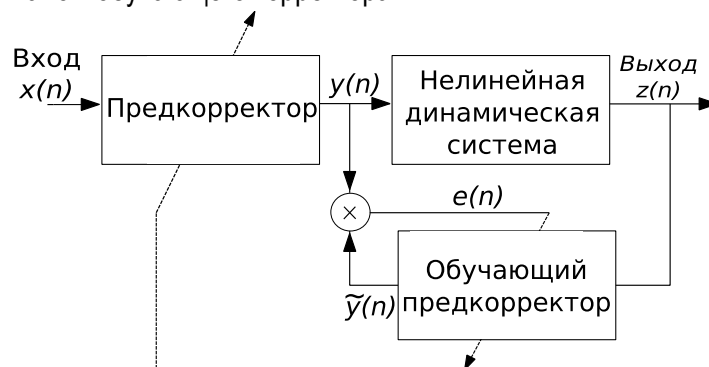 Вход
x(n)
Предкорректор
y(n)
Нелинейная
динамическая
система
Выход
z(n)
e(n)
Обучающий
предкорректор
ỹ(n)